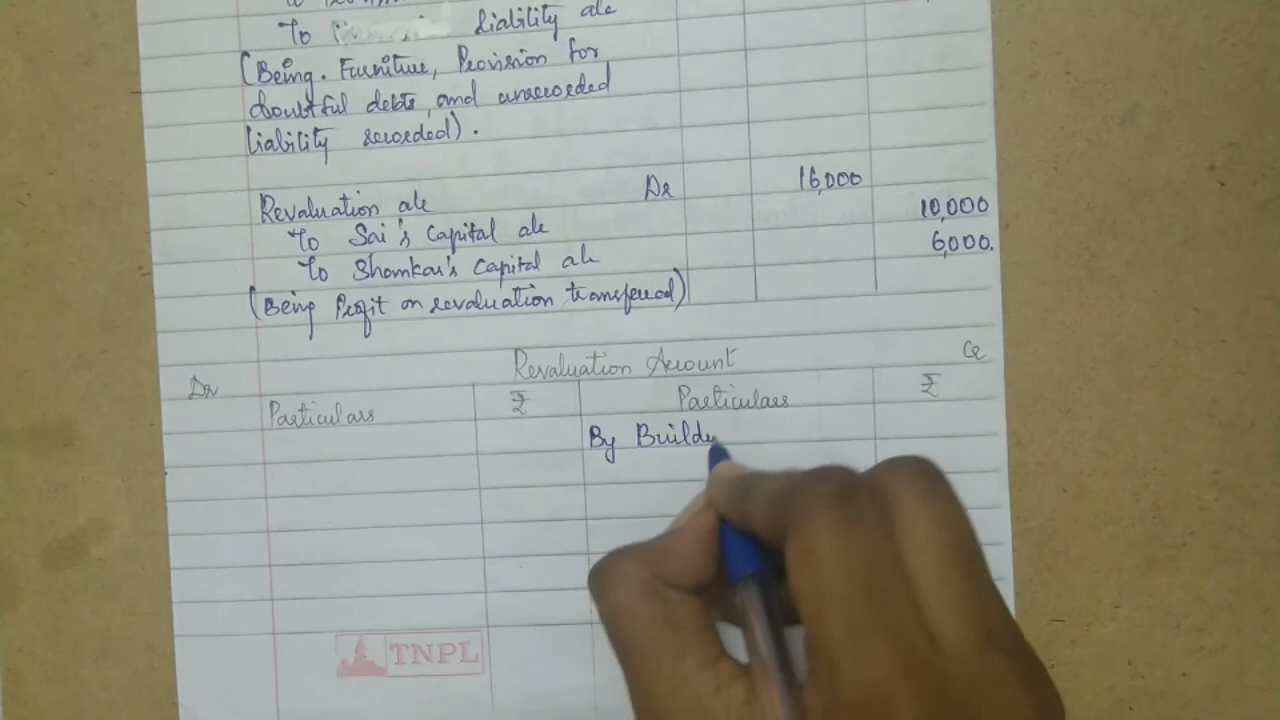 To Liability a/c
(Being. Furniture, Provision for
doubtful debts, and unrecorded
liability recorded).
Revaluation a/c Dr 16,000
To Sai's Capital a/c 10,000
To Shankar's Capital a/c 6,000.
(Being Profit on revaluation transferred)
Revaluation Account
Dr Cr
Particulars ₹ Particulars ₹
By Buildi
TNPL